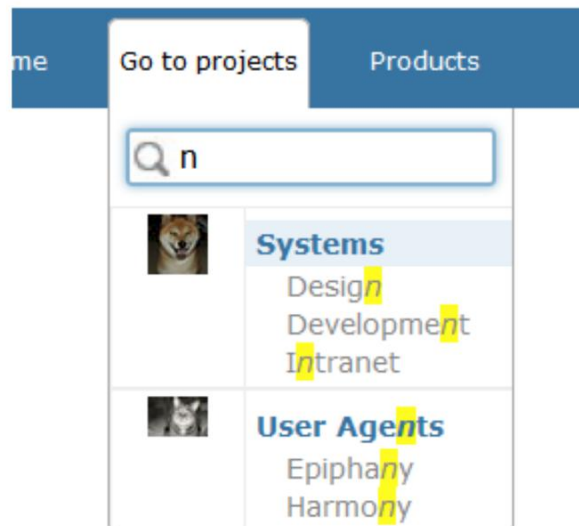 me Go to projects Products
n
Systems
Design
Development
Intranet
User Agents
Epiphany
Harmony